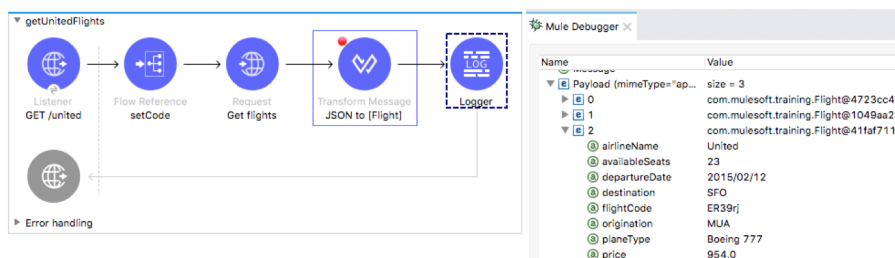 getUnitedFlights
Listener
GET /united
Flow Reference
setCode
Request
Get flights
Transform Message
JSON to [Flight]
LOG
Logger
Error handling
Mule Debugger
Name Value
Message
Payload (mimeType="ap... size = 3
0 com.mulesoft.training.Flight@4723cc4
1 com.mulesoft.training.Flight@1049aa2
2 com.mulesoft.training.Flight@41faf711
airlineName United
availableSeats 23
departureDate 2015/02/12
destination SFO
flightCode ER39rj
origination MUA
planeType Boeing 777
price 954.0